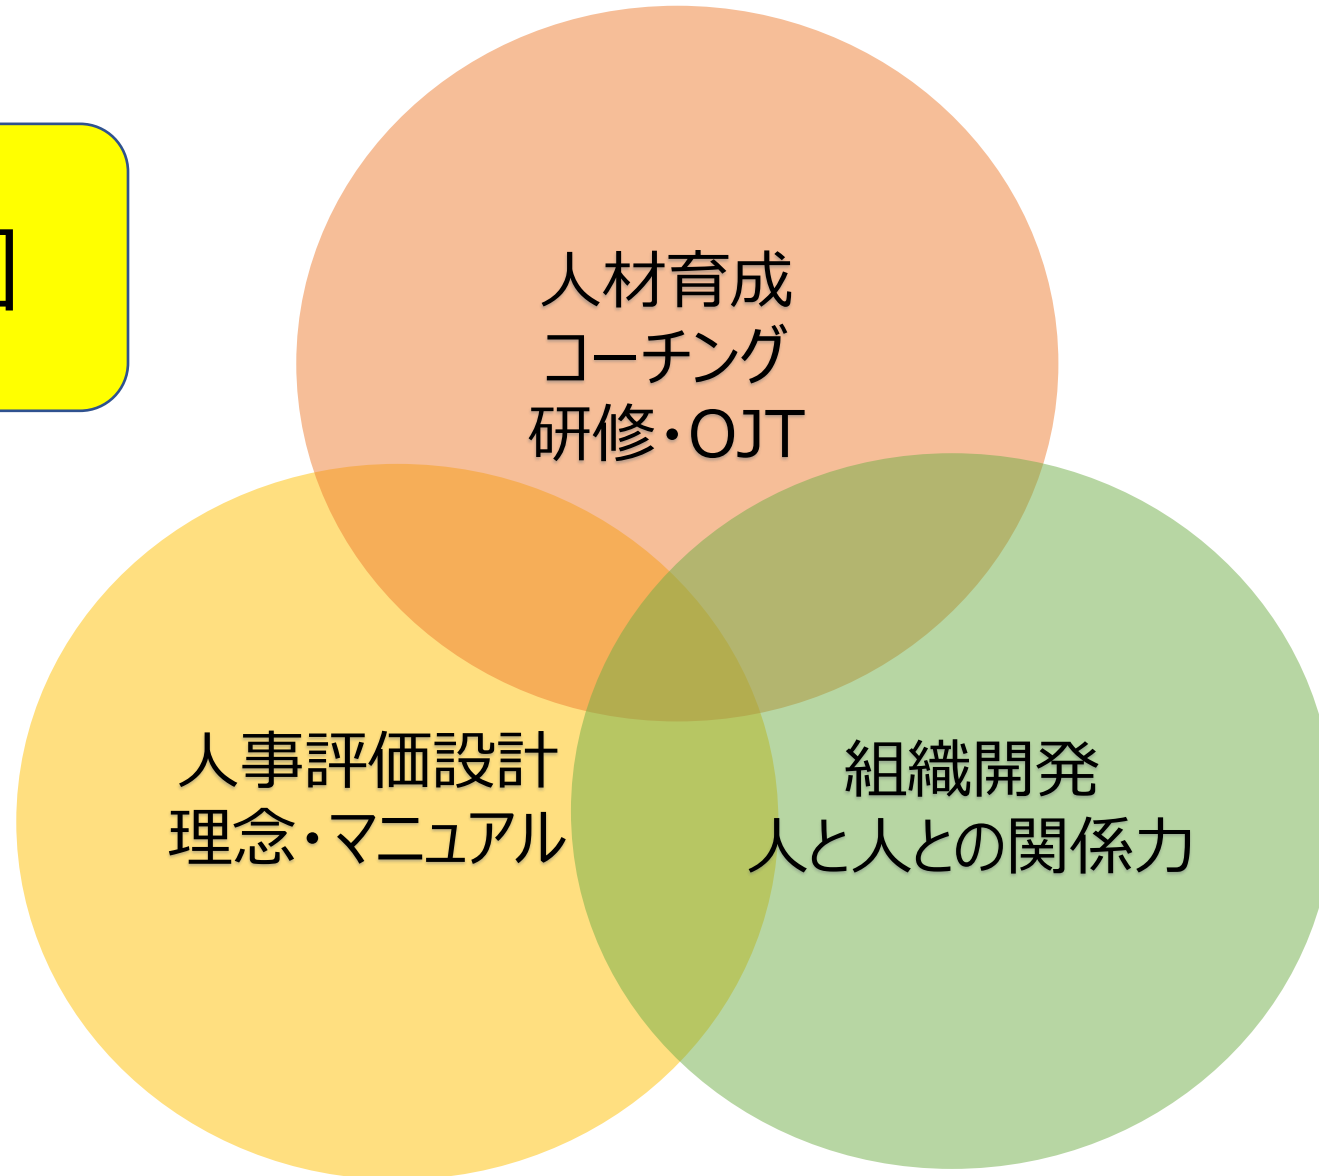 人材育成
コーチング
研修・OJT
人事評価設計
理念・マニュアル
組織開発
人と人との関係力